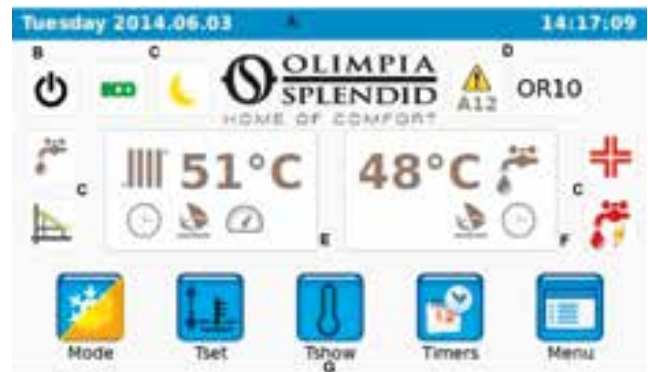 Tuesday 2014.06.03 A 14:17:09
B C D
OLIMPIA
SPLENDID
HOME OF COMFORT
A12 OR10
C 51°C 48°C C
E F
12
Mode Tset Tshow Timers Menu
G